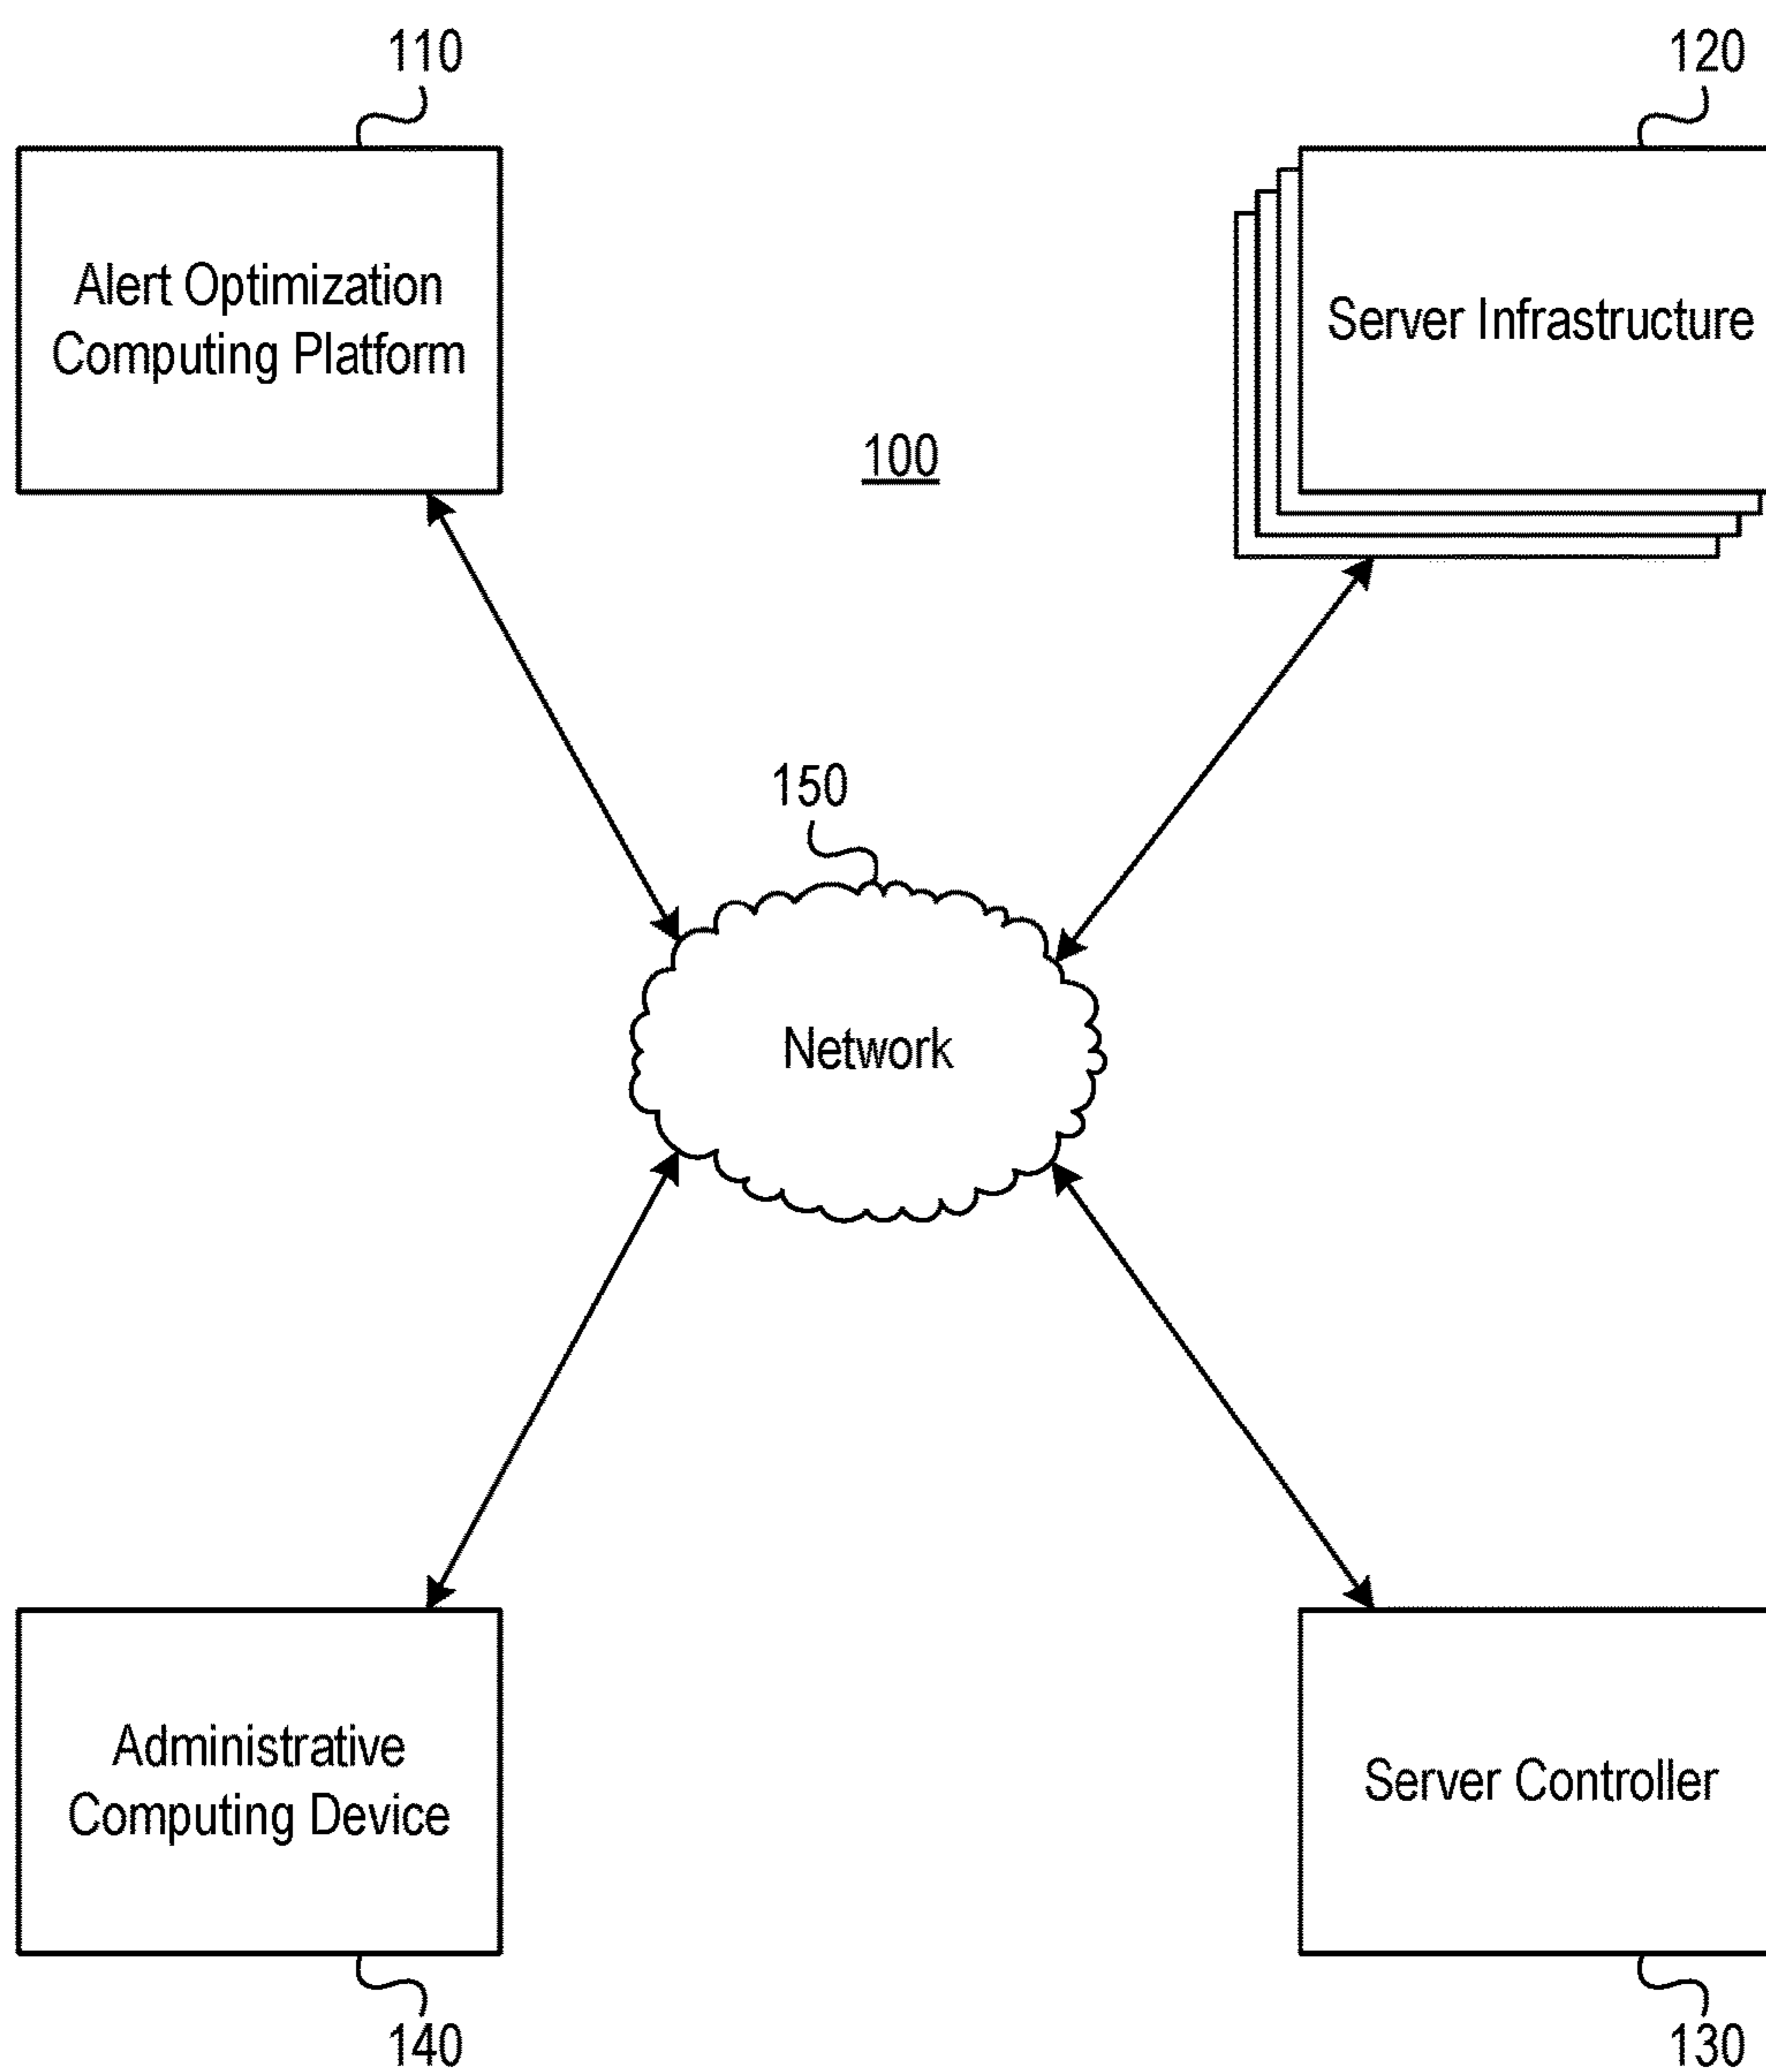 110
120
Alert Optimization
Computing Platform
Server Infrastructure
100
150
Network
Administrative
Computing Device
Server Controller
140
130